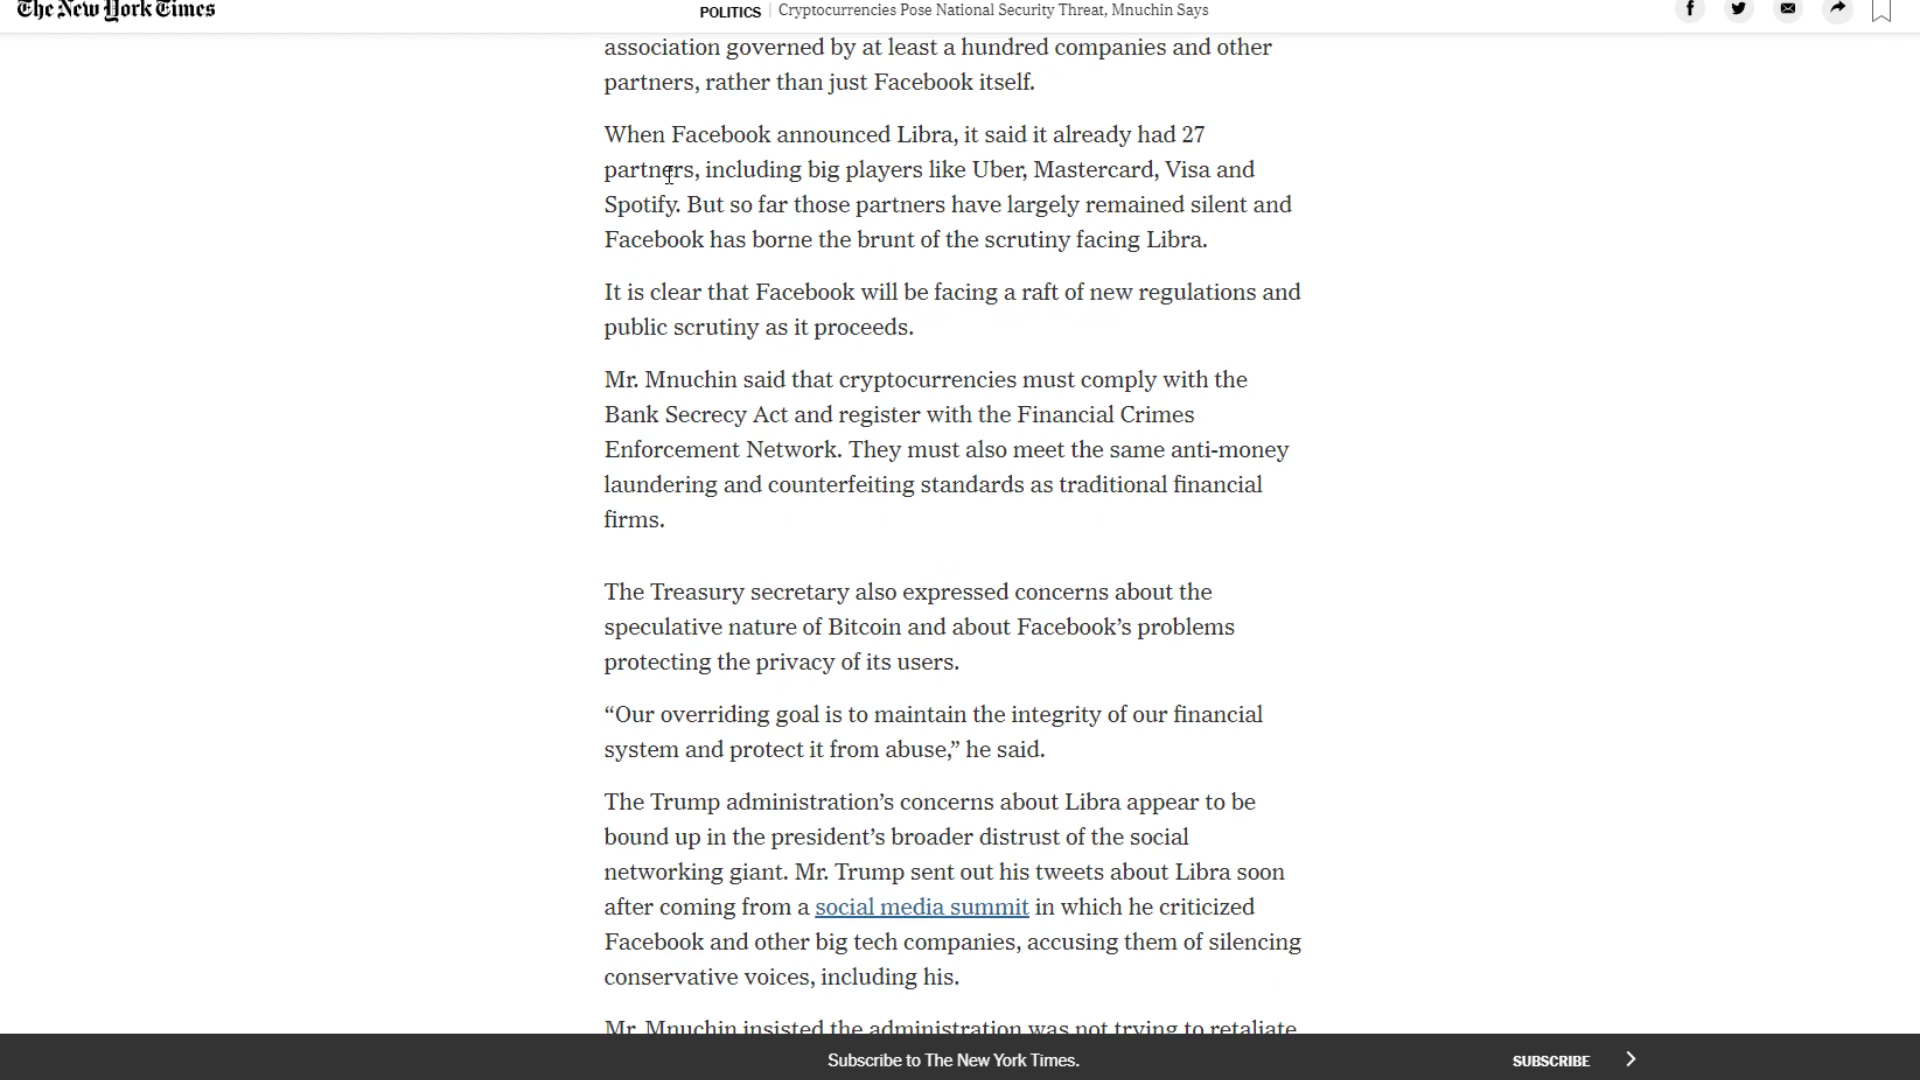 The New York Times
POLITICS | Cryptocurrencies Pose National Security Threat, Mnuchin Says
association governed by at least a hundred companies and other
partners, rather than just Facebook itself.
When Facebook announced Libra, it said it already had 27
partners, including big players like Uber, Mastercard, Visa and
Spotify. But so far those partners have largely remained silent and
Facebook has borne the brunt of the scrutiny facing Libra.
It is clear that Facebook will be facing a raft of new regulations and
public scrutiny as it proceeds.
Mr. Mnuchin said that cryptocurrencies must comply with the
Bank Secrecy Act and register with the Financial Crimes
Enforcement Network. They must also meet the same anti-money
laundering and counterfeiting standards as traditional financial
firms.
The Treasury secretary also expressed concerns about the
speculative nature of Bitcoin and about Facebook’s problems
protecting the privacy of its users.
“Our overriding goal is to maintain the integrity of our financial
system and protect it from abuse,” he said.
The Trump administration’s concerns about Libra appear to be
bound up in the president’s broader distrust of the social
networking giant. Mr. Trump sent out his tweets about Libra soon
after coming from a social media summit in which he criticized
Facebook and other big tech companies, accusing them of silencing
conservative voices, including his.
Mr. Mnuchin insisted the administration was not trying to retaliate
Subscribe to The New York Times.
SUBSCRIBE